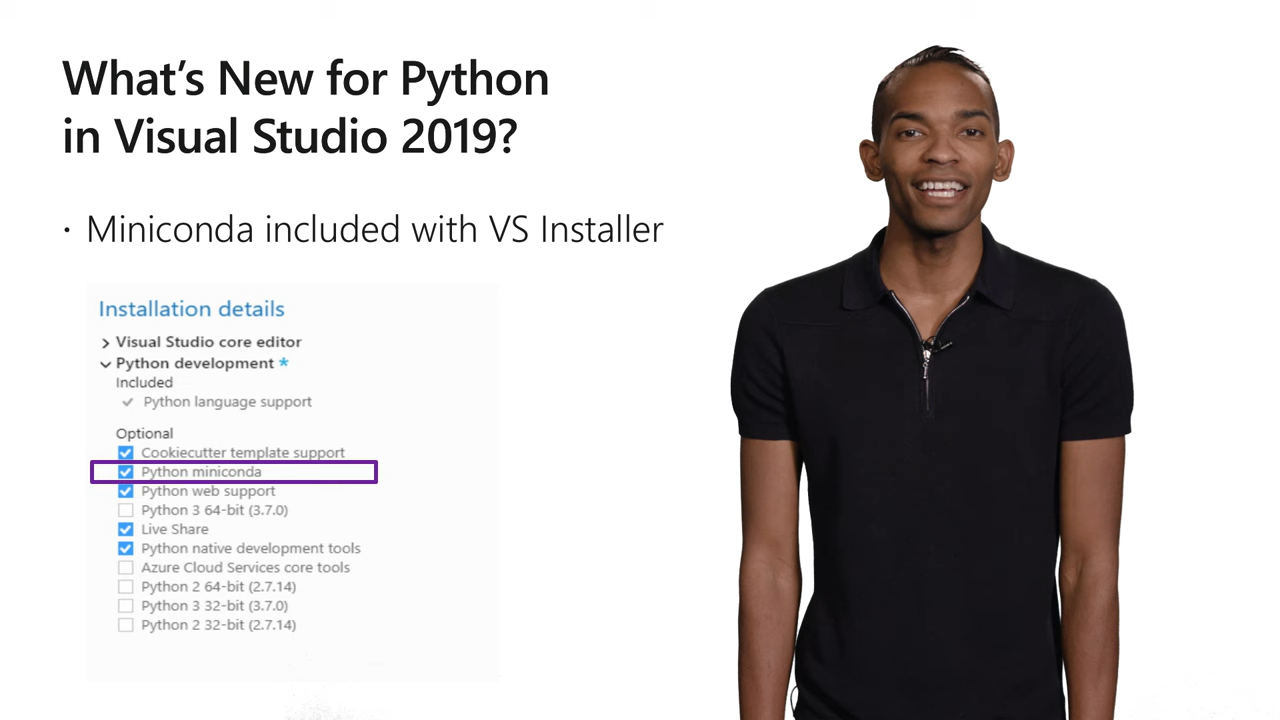 What's New for Python
in Visual Studio 2019?
· Miniconda included with VS Installer
Installation details
Visual Studio core editor
Python development *
Included
Python language support
Optional
Cookiecutter template support
Python miniconda
Python web support
Python 3 64-bit (3.7.0)
Live Share
Python native development tools
Azure Cloud Services core tools
Python 2 64-bit (2.7.14)
Python 3 32-bit (3.7.0)
Python 2 32-bit (2.7.14)